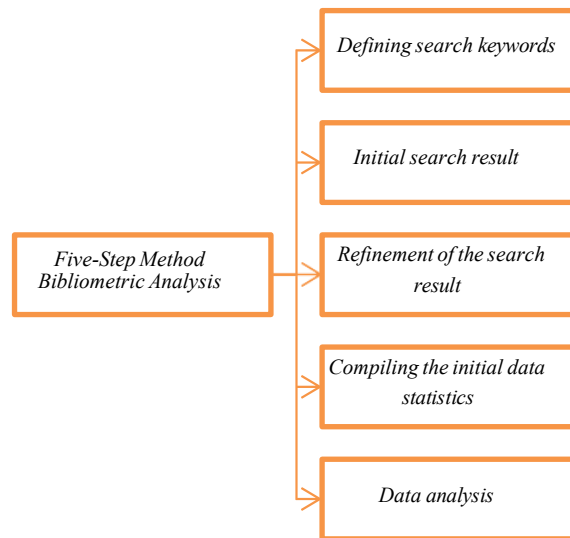 Defining search keywords
Initial search result
Five-Step Method
Bibliometric Analysis
Refinement of the search
result
Compiling the initial data
statistics
Data analysis